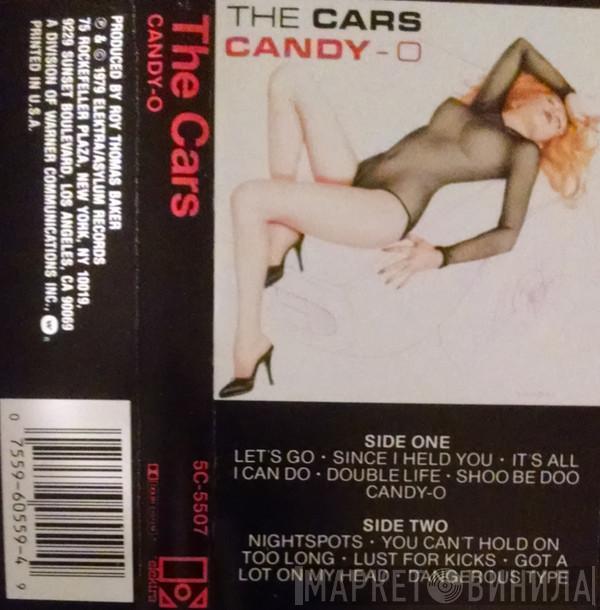 THE CARS
CANDY-O
SIDE ONE
LET'S GO · SINCE I HELD YOU · IT'S ALL
I CAN DO · DOUBLE LIFE · SHOO BE DOO
CANDY-O
SIDE TWO
NIGHTSPOTS · YOU CAN'T HOLD ON
TOO LONG · LUST FOR KICKS · GOT A
LOT ON MY HEAD · DANGEROUS TYPE
The Cars
CANDY-O
5C-5507
elektra
PRODUCED BY ROY THOMAS BAKER
℗ & © 1979 ELEKTRA/ASYLUM RECORDS
75 ROCKEFELLER PLAZA, NEW YORK, NY 10019,
9229 SUNSET BOULEVARD, LOS ANGELES, CA 90069
A DIVISION OF WARNER COMMUNICATIONS INC.,
PRINTED IN U.S.A.
0 7559-60559-4 9
МАРКЕТ ВИНИЛА